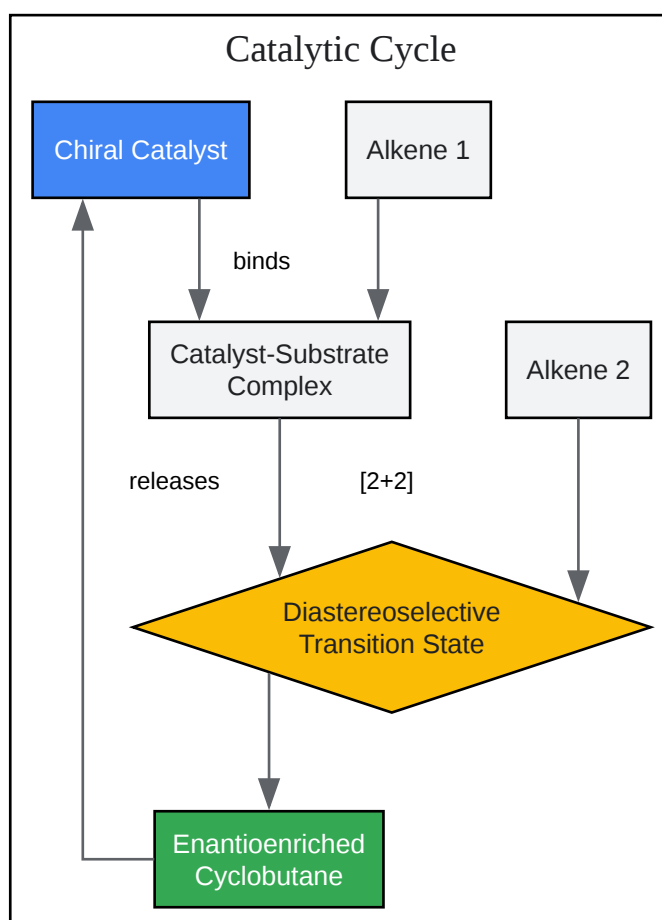 Catalytic Cycle
Chiral Catalyst
Alkene 1
binds
Catalyst-Substrate
Complex
Alkene 2
releases
[2+2]
Diastereoselective
Transition State
Enantioenriched
Cyclobutane